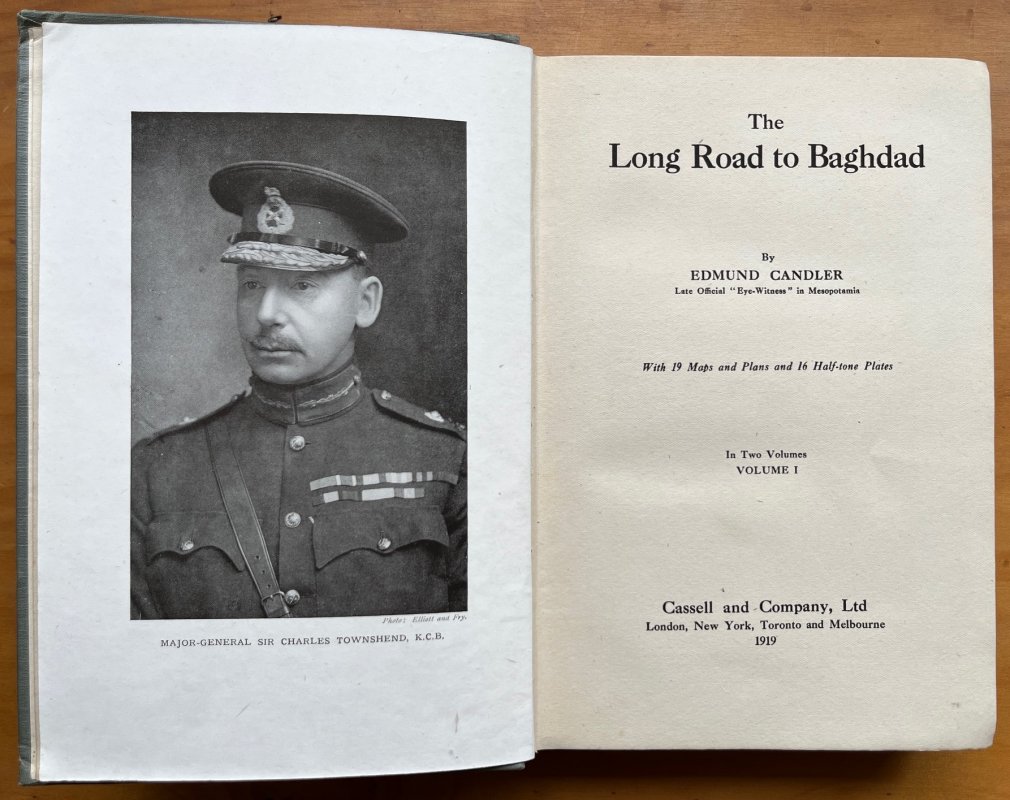 Photo: Elliott and Fry.
MAJOR-GENERAL SIR CHARLES TOWNSHEND, K.C.B.
The
Long Road to Baghdad
By
EDMUND CANDLER
Late Official "Eye-Witness" in Mesopotamia
With 19 Maps and Plans and 16 Half-tone Plates
In Two Volumes
VOLUME I
Cassell and Company, Ltd
London, New York, Toronto and Melbourne
1919